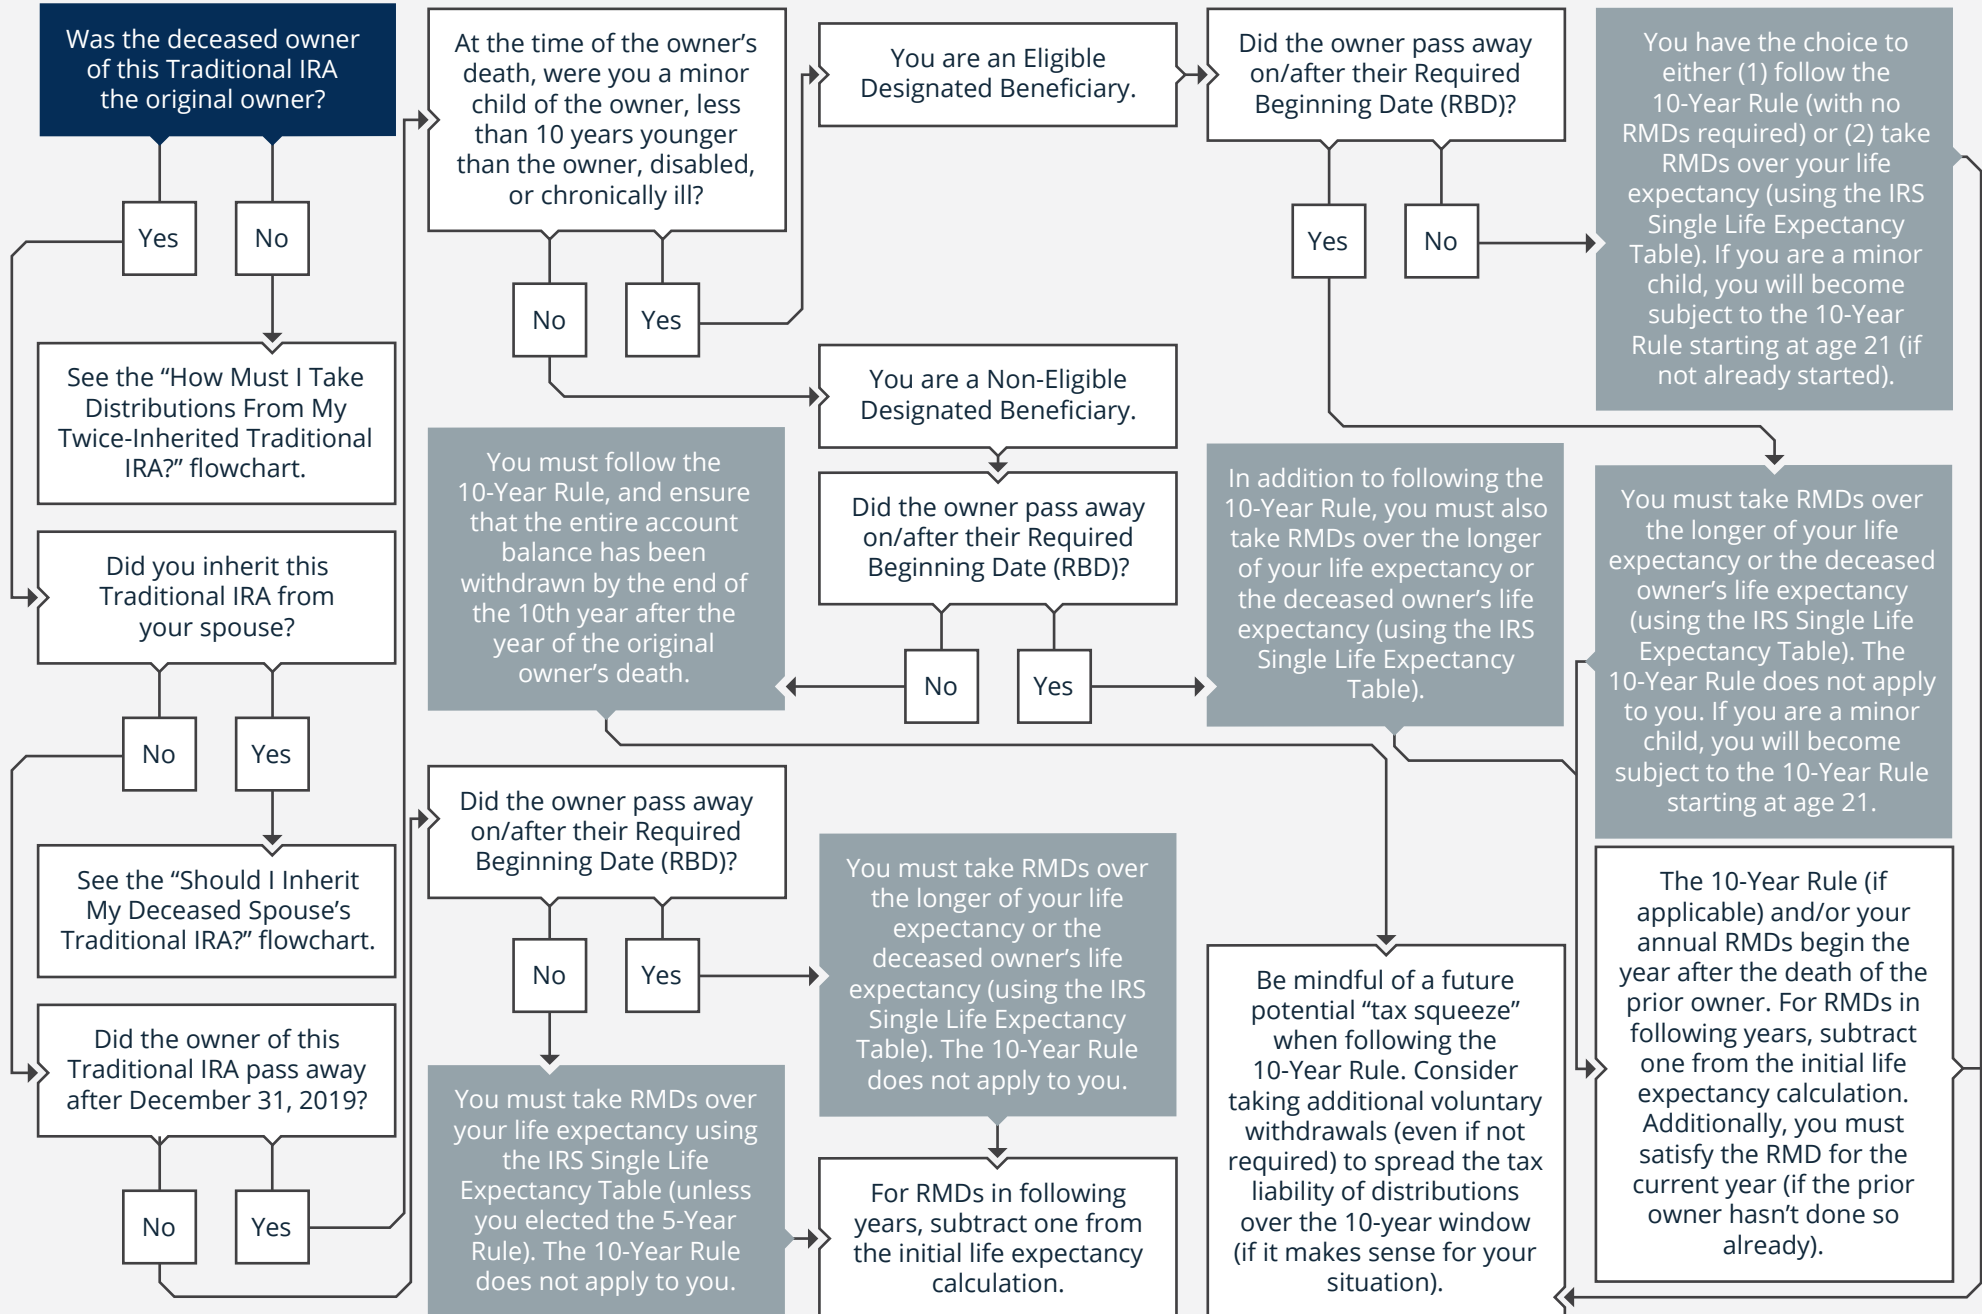 Was the deceased owner
of this Traditional IRA
the original owner?
Yes
No
See the “How Must I Take
Distributions From My
Twice-Inherited Traditional
IRA?” flowchart.
Did you inherit this
Traditional IRA from
your spouse?
No
Yes
See the “Should I Inherit
My Deceased Spouse’s
Traditional IRA?” flowchart.
Did the owner of this
Traditional IRA pass away
after December 31, 2019?
No
Yes
At the time of the owner’s
death, were you a minor
child of the owner, less
than 10 years younger
than the owner, disabled,
or chronically ill?
No
Yes
You must follow the
10-Year Rule, and ensure
that the entire account
balance has been
withdrawn by the end of
the 10th year after the
year of the original
owner’s death.
Did the owner pass away
on/after their Required
Beginning Date (RBD)?
No
Yes
You must take RMDs over
your life expectancy using
the IRS Single Life
Expectancy Table (unless
you elected the 5-Year
Rule). The 10-Year Rule
does not apply to you.
You are an Eligible
Designated Beneficiary.
You are a Non-Eligible
Designated Beneficiary.
Did the owner pass away
on/after their Required
Beginning Date (RBD)?
No
Yes
You must take RMDs over
the longer of your life
expectancy or the
deceased owner’s life
expectancy (using the IRS
Single Life Expectancy
Table). The 10-Year Rule
does not apply to you.
For RMDs in following
years, subtract one from
the initial life expectancy
calculation.
Did the owner pass away
on/after their Required
Beginning Date (RBD)?
Yes
No
In addition to following the
10-Year Rule, you must also
take RMDs over the longer
of your life expectancy or
the deceased owner’s life
expectancy (using the IRS
Single Life Expectancy
Table).
Be mindful of a future
potential “tax squeeze”
when following the
10-Year Rule. Consider
taking additional voluntary
withdrawals (even if not
required) to spread the tax
liability of distributions
over the 10-year window
(if it makes sense for your
situation).
You have the choice to
either (1) follow the
10-Year Rule (with no
RMDs required) or (2) take
RMDs over your life
expectancy (using the IRS
Single Life Expectancy
Table). If you are a minor
child, you will become
subject to the 10-Year
Rule starting at age 21 (if
not already started).
You must take RMDs over
the longer of your life
expectancy or the deceased
owner’s life expectancy
(using the IRS Single Life
Expectancy Table). The
10-Year Rule does not apply
to you. If you are a minor
child, you will become
subject to the 10-Year Rule
starting at age 21.
The 10-Year Rule (if
applicable) and/or your
annual RMDs begin the
year after the death of the
prior owner. For RMDs in
following years, subtract
one from the initial life
expectancy calculation.
Additionally, you must
satisfy the RMD for the
current year (if the prior
owner hasn't done so
already).